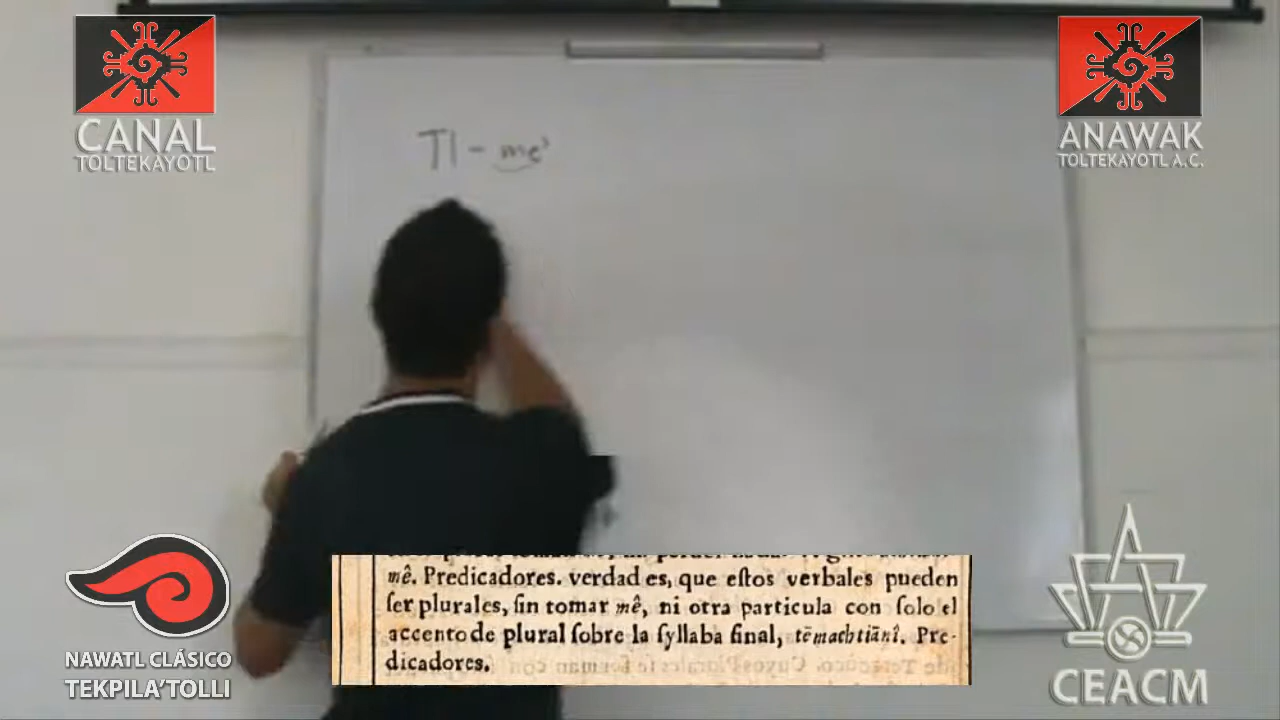 CANAL
TOLTEKAYOTL
ANAWAK
TOLTEKAYOTL A.C.
TI - me'
mê. Predicadores. verdad es, que eſtos verbales pueden
ſer plurales, ſin tomar mê, ni otra particula con ſolo el
accento de plural ſobre la ſyllaba final, tēmachtiānî. Pre-
dicadores.
NAWATL CLÁSICO
TEKPILA'TOLLI
CEACM